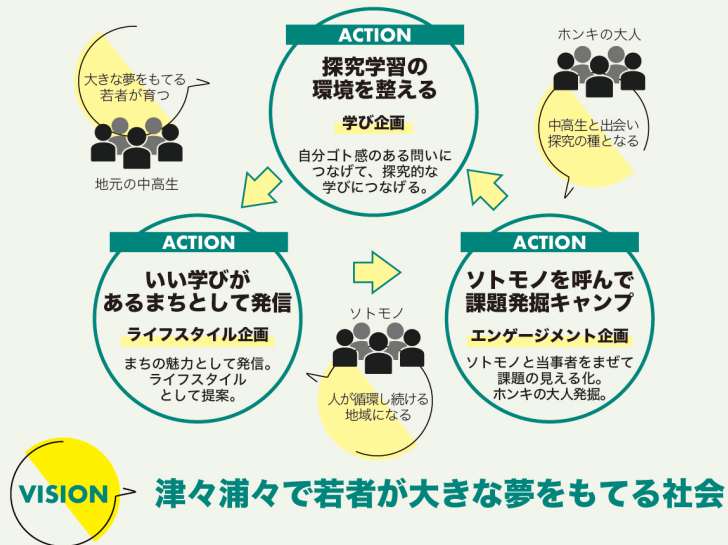 ACTION
探究学習の
環境を整える
学び企画
自分ゴト感のある問いに
つなげて、探究的な
学びにつなげる。
大きな夢をもてる
若者が育つ
地元の中高生
ホンキの大人
中高生と出会い
探究の種となる
ACTION
いい学びが
あるまちとして発信
ライフスタイル企画
まちの魅力として発信。
ライフスタイル
として提案。
ソトモノ
人が循環し続ける
地域になる
ACTION
ソトモノを呼んで
課題発掘キャンプ
エンゲージメント企画
ソトモノと当事者をまぜて
課題の見える化。
ホンキの大人発掘。
VISION
津々浦々で若者が大きな夢をもてる社会